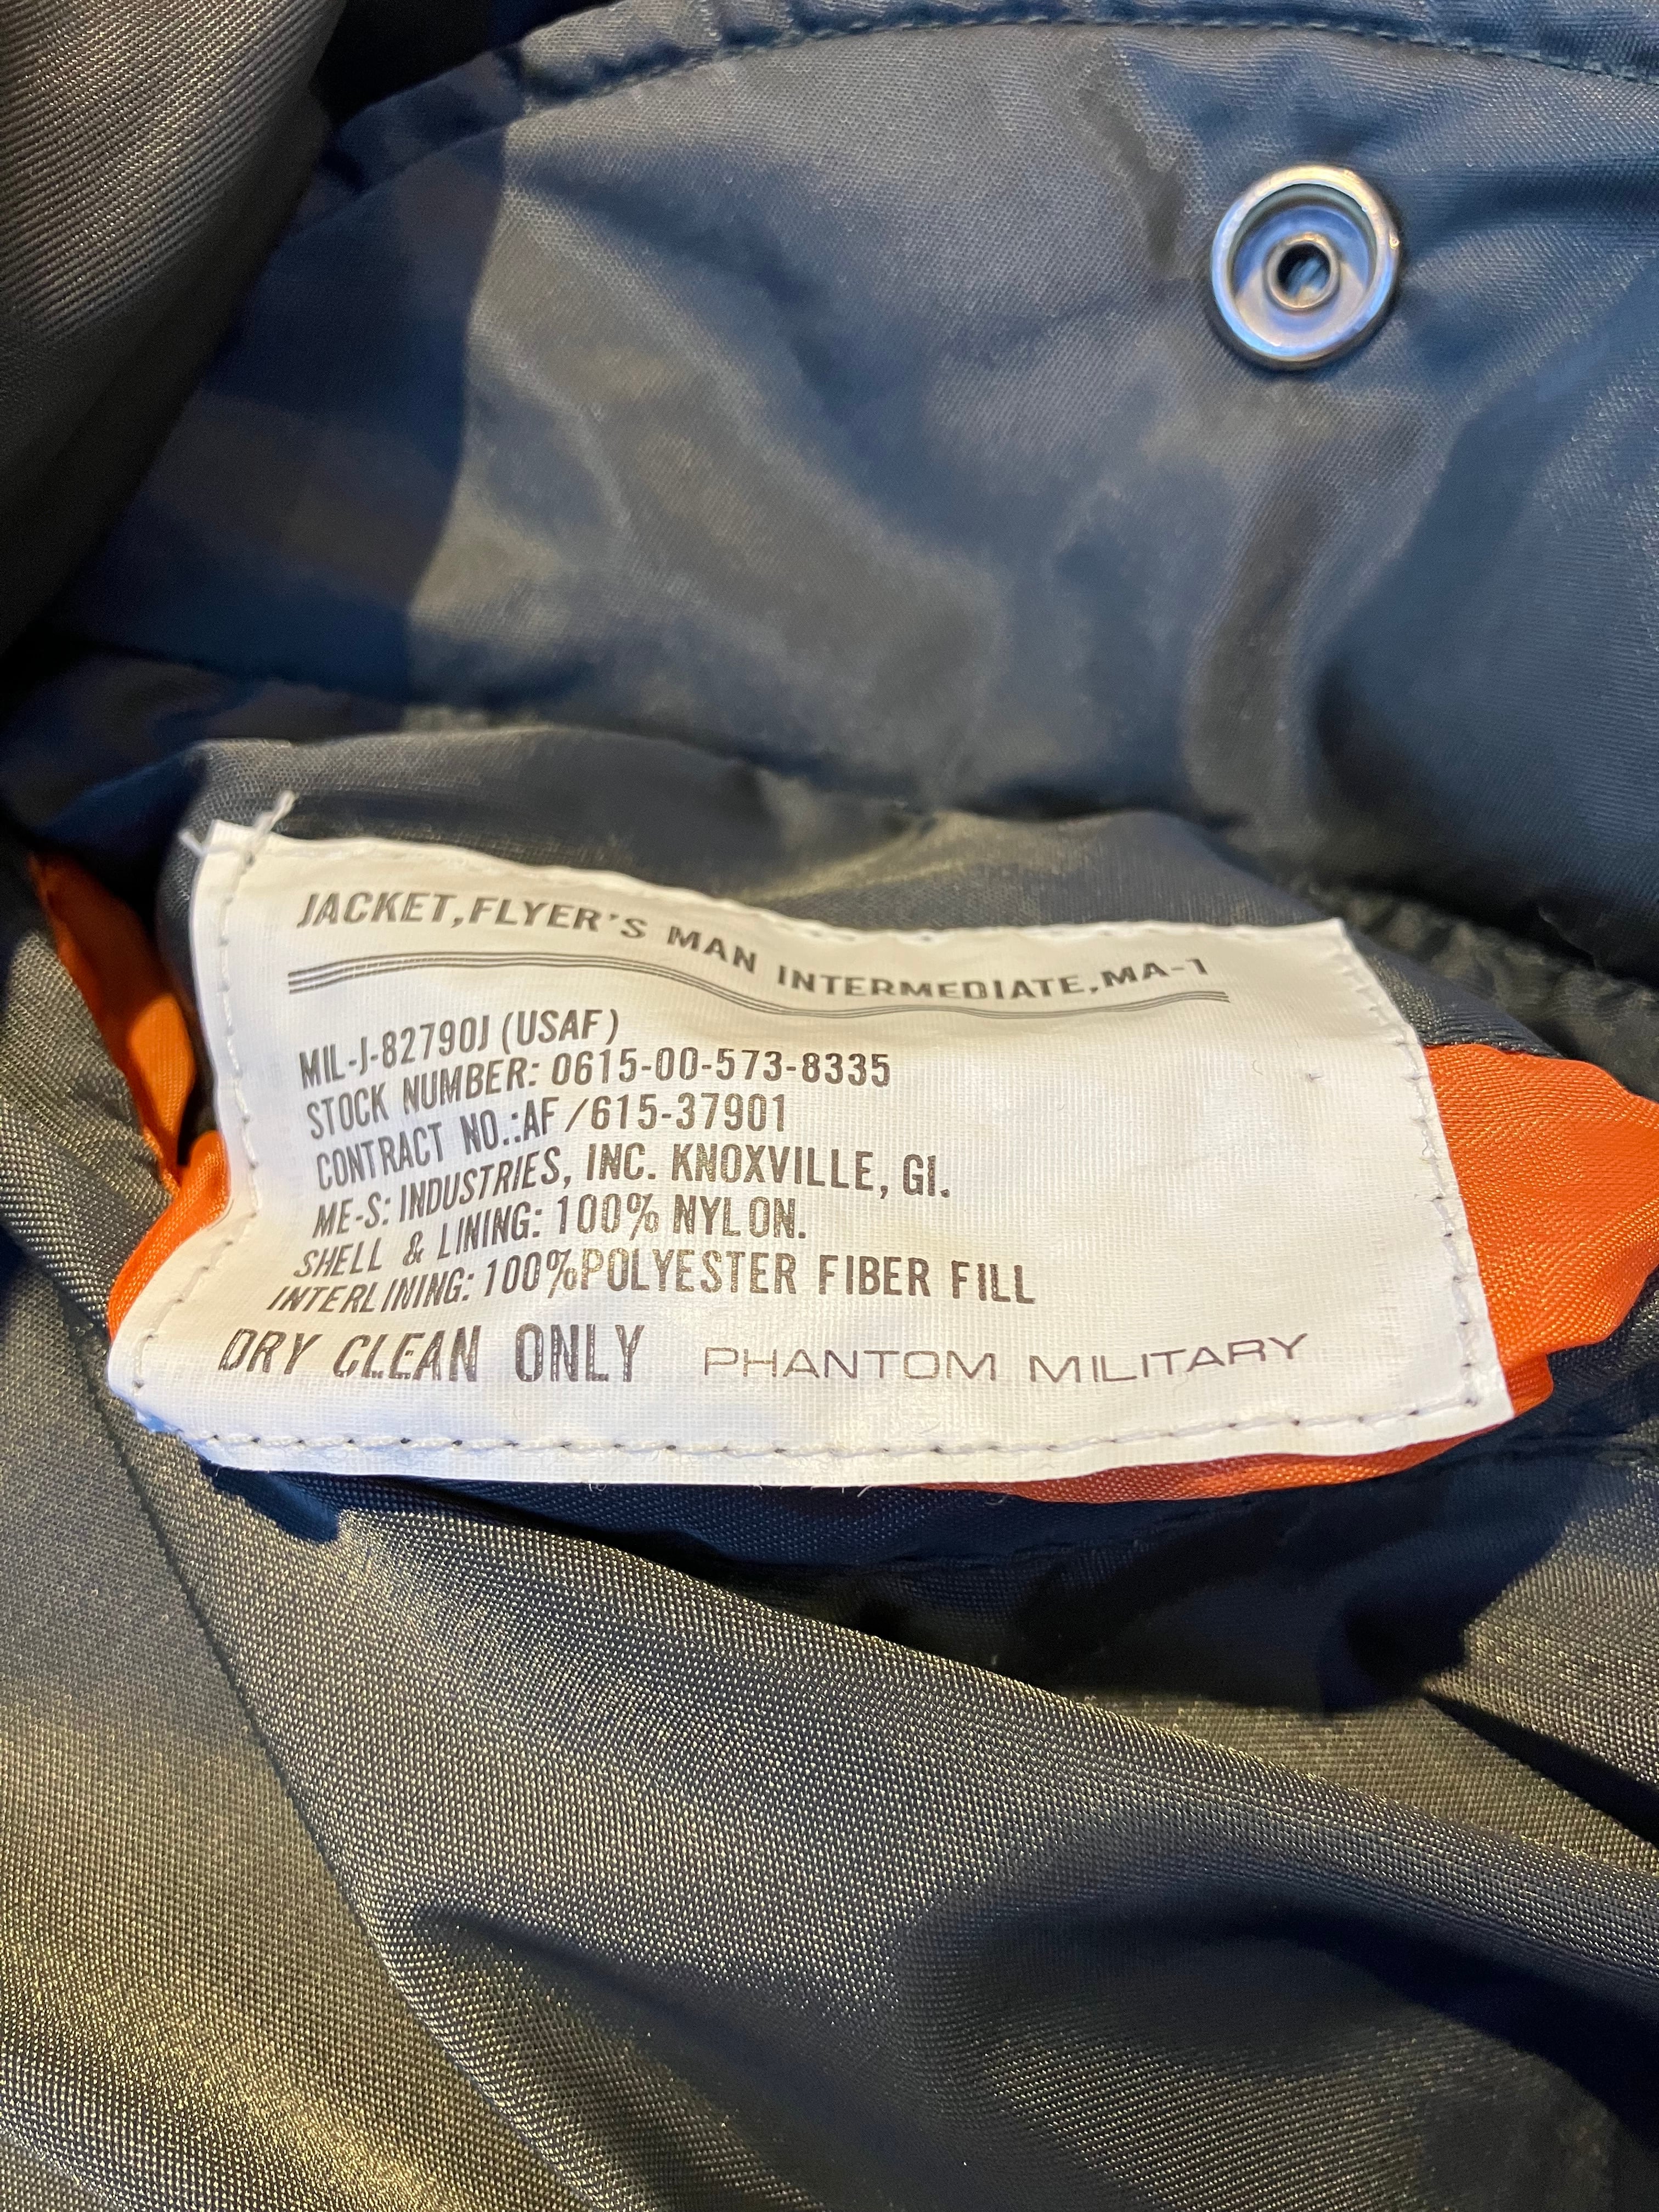 JACKET,FLYER'S MAN INTERMEDIATE,MA-1
MIL-J-82790J (USAF)
STOCK NUMBER: 0615-00-573-8335
CONTRACT NO.:AF/615-37901
ME-S: INDUSTRIES, INC. KNOXVILLE, GI.
SHELL & LINING: 100% NYLON.
INTERLINING: 100%POLYESTER FIBER FILL
DRY CLEAN ONLY PHANTOM MILITARY